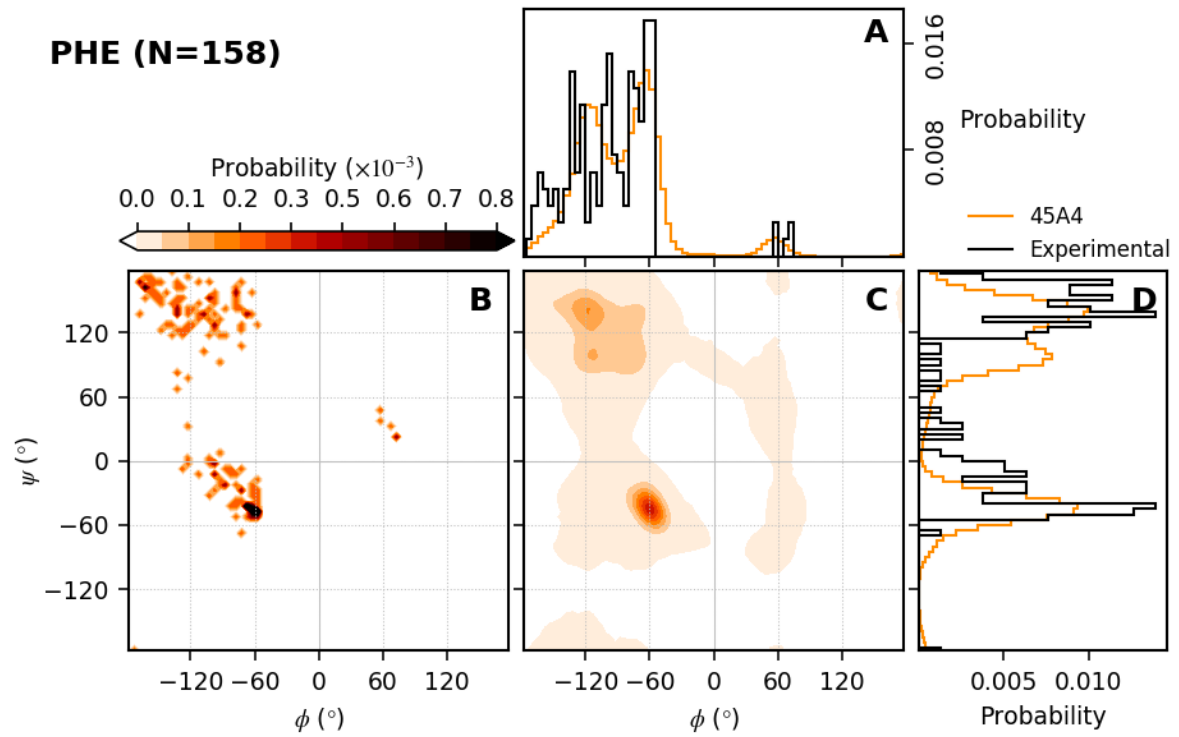 PHE (N=158)
A
0.016
0.008
Probability
Probability (×10⁻³)
0.0 0.1 0.2 0.3 0.4 0.5 0.6 0.7 0.8
45A4
Experimental
B
C
D
120
60
0
−60
−120
ψ (°)
−120 −60 0 60 120
ϕ (°)
−120 −60 0 60 120
ϕ (°)
0.005 0.010
Probability